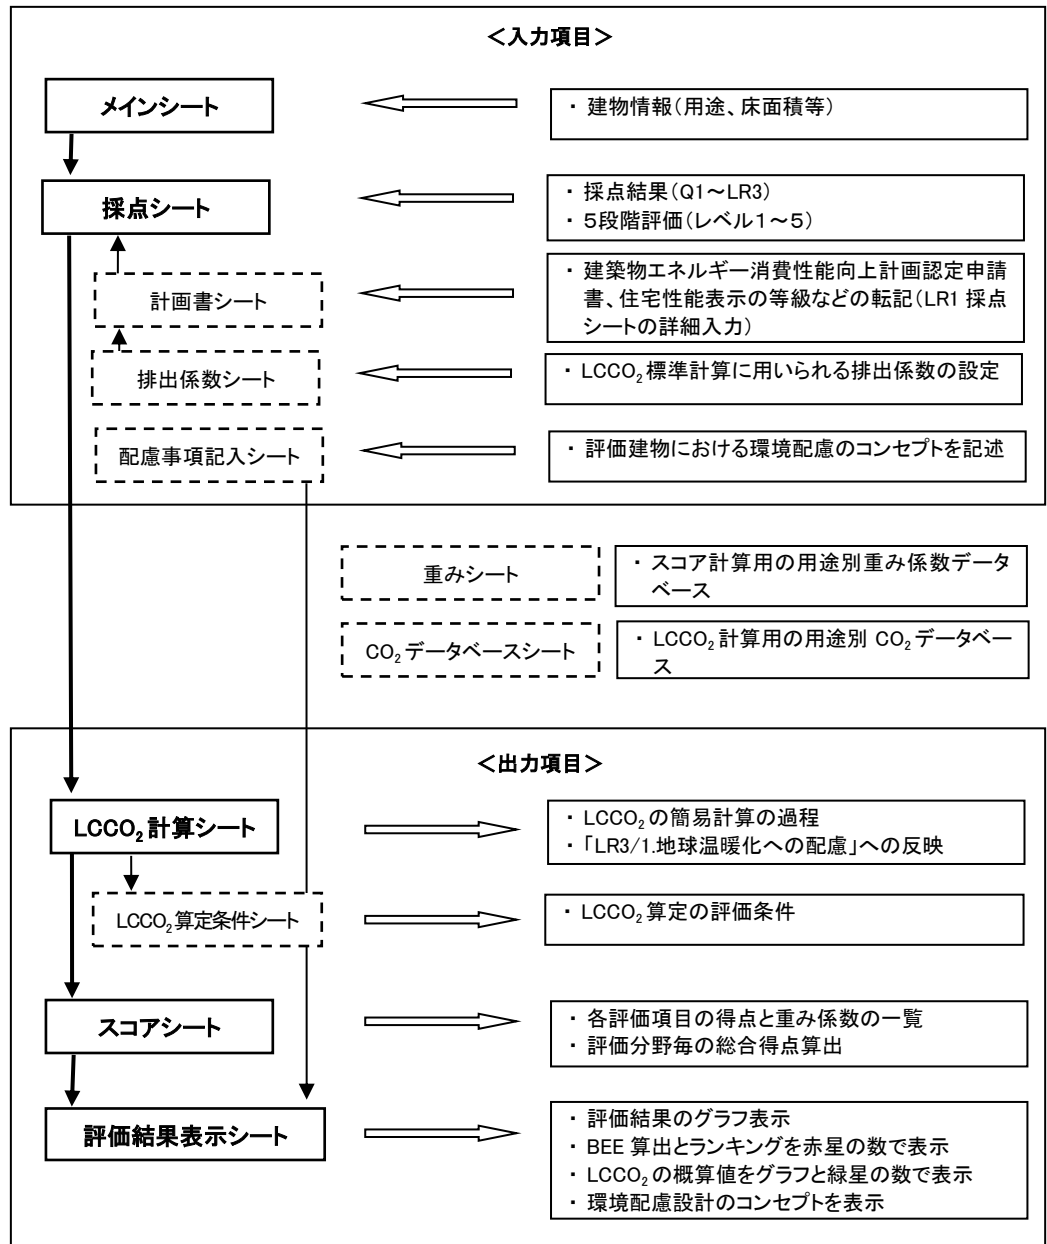 ＜入力項目＞
メインシート
・ 建物情報（用途、床面積等）
採点シート
・ 採点結果（Q1～LR3）
・ 5段階評価（レベル1～5）
計画書シート
・ 建築物エネルギー消費性能向上計画認定申請
書、住宅性能表示の等級などの転記（LR1 採点
シートの詳細入力）
排出係数シート
・ LCCO₂標準計算に用いられる排出係数の設定
配慮事項記入シート
・ 評価建物における環境配慮のコンセプトを記述
重みシート
・ スコア計算用の用途別重み係数データ
ベース
CO₂データベースシート
・ LCCO₂計算用の用途別 CO₂データベー
ス
＜出力項目＞
LCCO₂計算シート
・ LCCO₂の簡易計算の過程
・ 「LR3/1.地球温暖化への配慮」への反映
LCCO₂算定条件シート
・ LCCO₂算定の評価条件
スコアシート
・ 各評価項目の得点と重み係数の一覧
・ 評価分野毎の総合得点算出
評価結果表示シート
・ 評価結果のグラフ表示
・ BEE 算出とランキングを赤星の数で表示
・ LCCO₂の概算値をグラフと緑星の数で表示
・ 環境配慮設計のコンセプトを表示